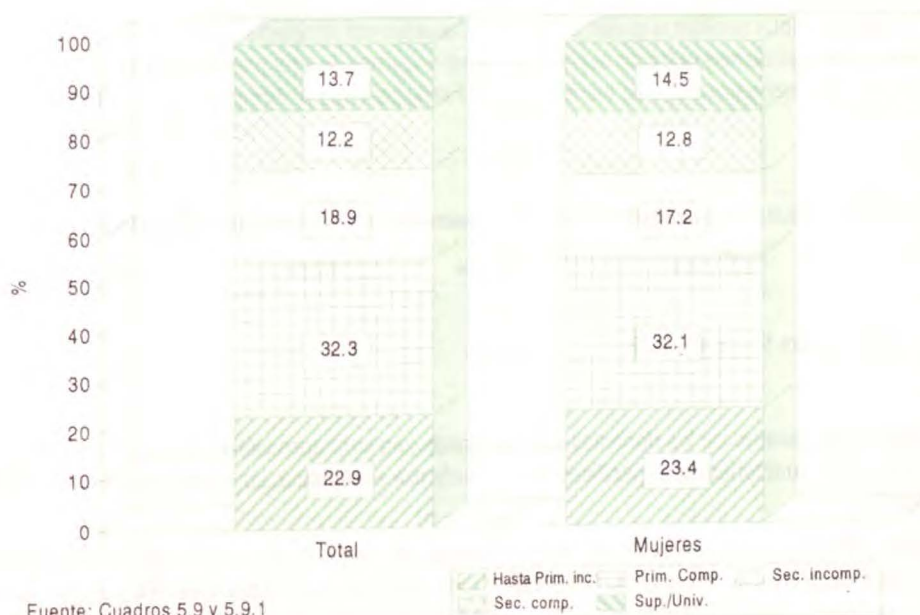 100
90
80
70
60
50
40
30
20
10
0
%
13.7
12.2
18.9
32.3
22.9
14.5
12.8
17.2
32.1
23.4
Total
Mujeres
Hasta Prim. inc.
Prim. Comp.
Sec. incomp.
Sec. comp.
Sup./Univ.
Fuente: Cuadros 5.9 y 5.9.1